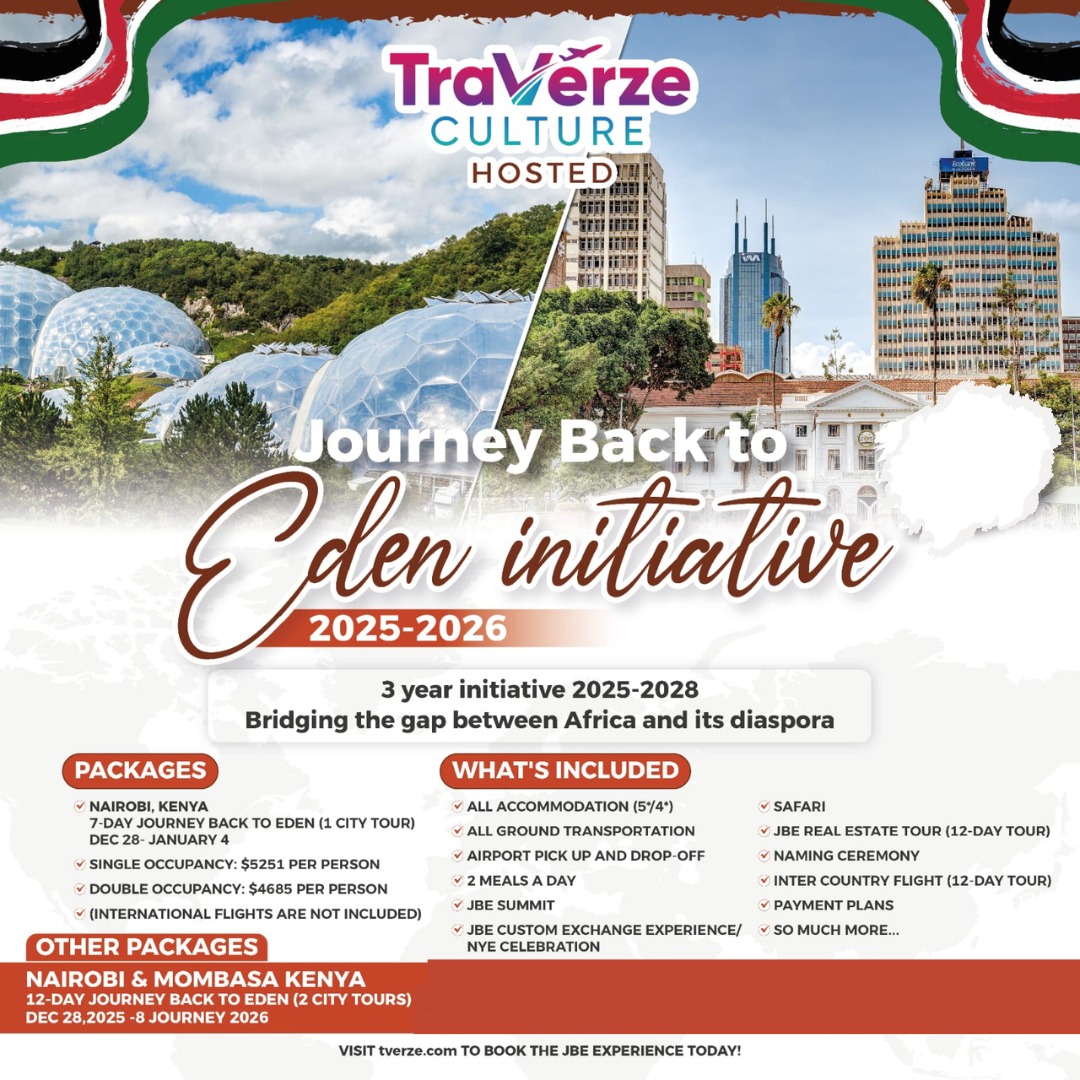 TraVerze
CULTURE
HOSTED
Ecobank
Journey Back to
Eden initiative
2025-2026
3 year initiative 2025-2028
Bridging the gap between Africa and its diaspora
PACKAGES
NAIROBI, KENYA
7-DAY JOURNEY BACK TO EDEN (1 CITY TOUR)
DEC 28- JANUARY 4
SINGLE OCCUPANCY: $5251 PER PERSON
DOUBLE OCCUPANCY: $4685 PER PERSON
(INTERNATIONAL FLIGHTS ARE NOT INCLUDED)
WHAT'S INCLUDED
ALL ACCOMMODATION (5*/4*)
ALL GROUND TRANSPORTATION
AIRPORT PICK UP AND DROP-OFF
2 MEALS A DAY
JBE SUMMIT
JBE CUSTOM EXCHANGE EXPERIENCE/
NYE CELEBRATION
SAFARI
JBE REAL ESTATE TOUR (12-DAY TOUR)
NAMING CEREMONY
INTER COUNTRY FLIGHT (12-DAY TOUR)
PAYMENT PLANS
SO MUCH MORE...
OTHER PACKAGES
NAIROBI & MOMBASA KENYA
12-DAY JOURNEY BACK TO EDEN (2 CITY TOURS)
DEC 28,2025 -8 JOURNEY 2026
VISIT tverze.com TO BOOK THE JBE EXPERIENCE TODAY!